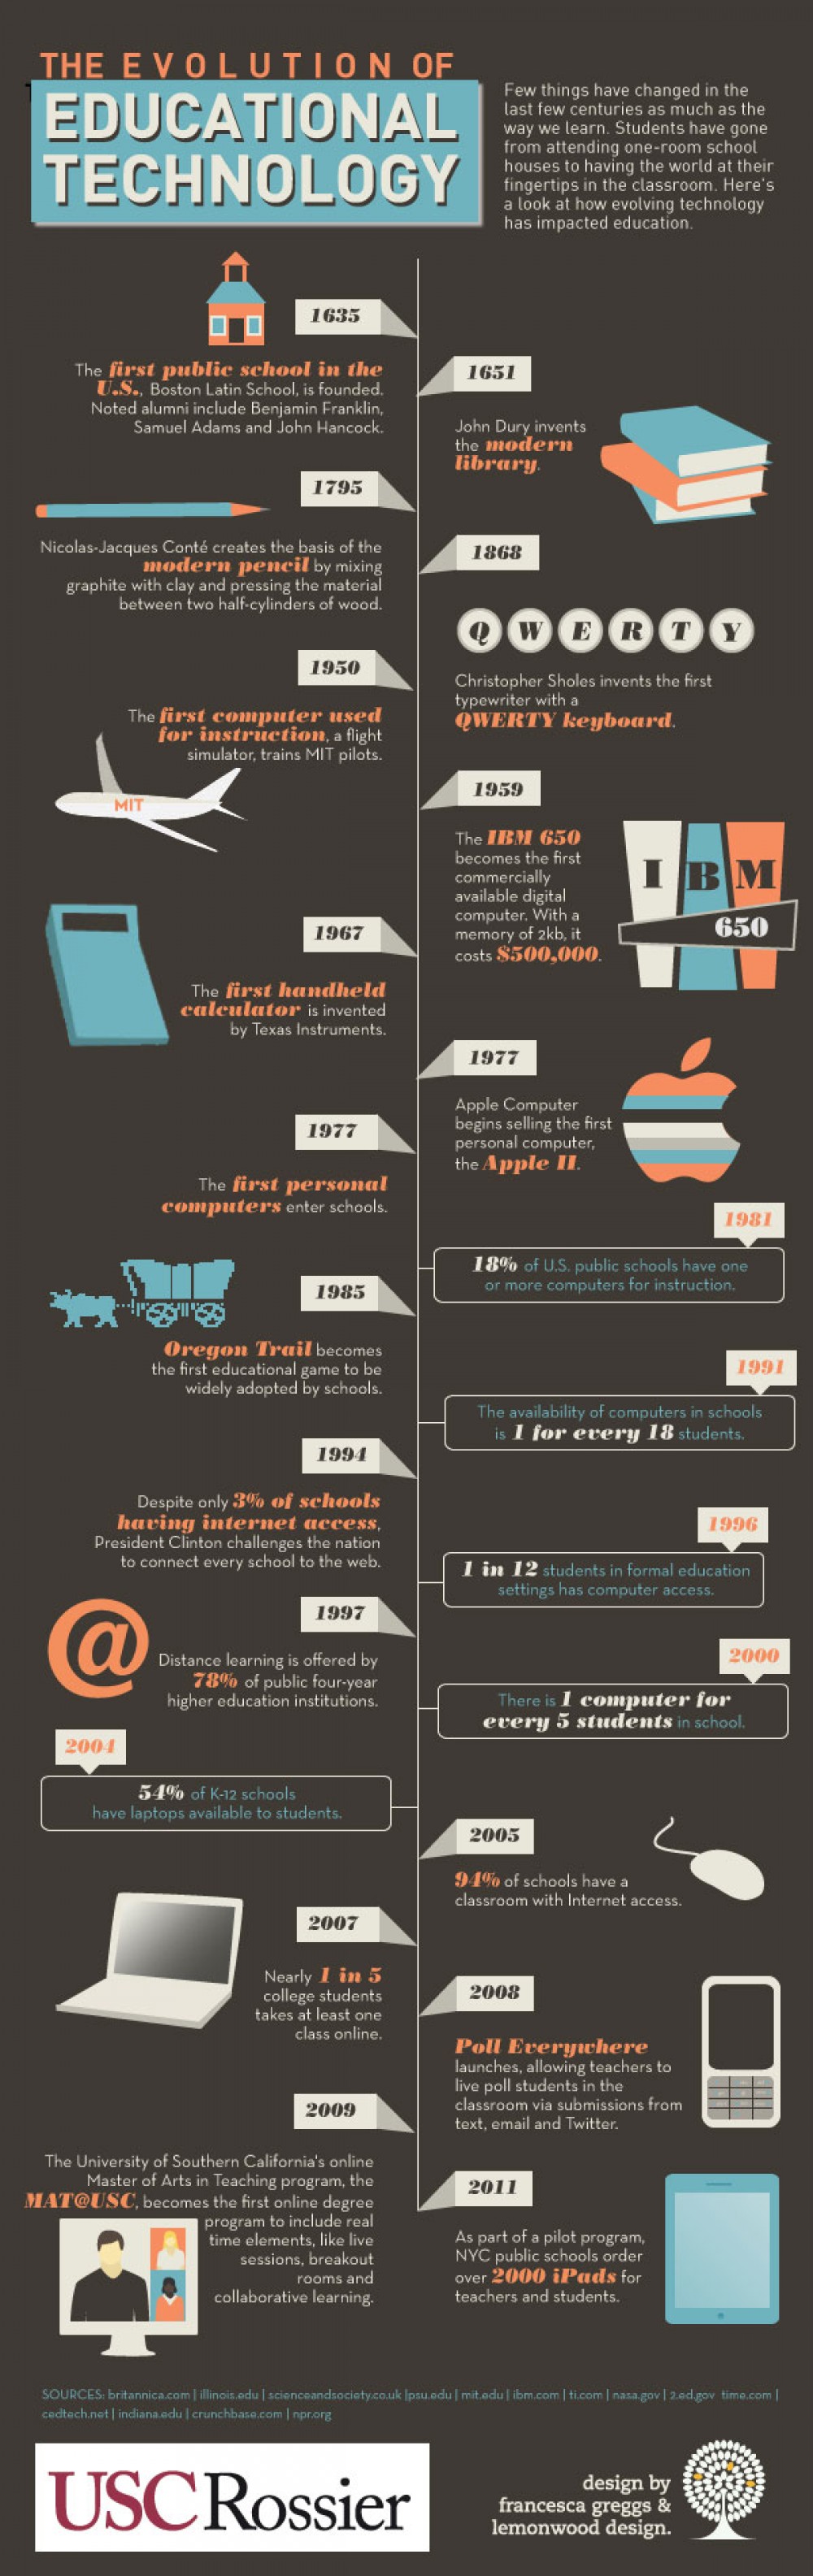 THE EVOLUTION OF
EDUCATIONAL
TECHNOLOGY
Few things have changed in the
last few centuries as much as the
way we learn. Students have gone
from attending one-room school
houses to having the world at their
fingertips in the classroom. Here's
a look at how evolving technology
has impacted education.
1635
The first public school in the
U.S., Boston Latin School, is founded.
Noted alumni include Benjamin Franklin,
Samuel Adams and John Hancock.
1651
John Dury invents
the modern
library.
1795
Nicolas-Jacques Conté creates the basis of the
modern pencil by mixing
graphite with clay and pressing the material
between two half-cylinders of wood.
1868
Q W E R T Y
Christopher Sholes invents the first
typewriter with a
QWERTY keyboard.
1950
The first computer used
for instruction, a flight
simulator, trains MIT pilots.
MIT
1959
The IBM 650
becomes the first
commercially
available digital
computer. With a
memory of 2kb, it
costs $500,000.
I B M
650
1967
The first handheld
calculator is invented
by Texas Instruments.
1977
Apple Computer
begins selling the first
personal computer,
the Apple II.
1977
The first personal
computers enter schools.
1981
18% of U.S. public schools have one
or more computers for instruction.
1985
Oregon Trail becomes
the first educational game to be
widely adopted by schools.
1991
The availability of computers in schools
is 1 for every 18 students.
1994
Despite only 3% of schools
having internet access,
President Clinton challenges the nation
to connect every school to the web.
1996
1 in 12 students in formal education
settings has computer access.
1997
@
Distance learning is offered by
78% of public four-year
higher education institutions.
2000
There is 1 computer for
every 5 students in school.
2004
54% of K-12 schools
have laptops available to students.
2005
94% of schools have a
classroom with Internet access.
2007
Nearly 1 in 5
college students
takes at least one
class online.
2008
Poll Everywhere
launches, allowing teachers to
live poll students in the
classroom via submissions from
text, email and Twitter.
2009
The University of Southern California's online
Master of Arts in Teaching program, the
MAT@USC, becomes the first online degree
program to include real
time elements, like live
sessions, breakout
rooms and
collaborative learning.
2011
As part of a pilot program,
NYC public schools order
over 2000 iPads for
teachers and students.
SOURCES: britannica.com | illinois.edu | scienceandsociety.co.uk |psu.edu | mit.edu | ibm.com | ti.com | nasa.gov | 2.ed.gov time.com |
cedtech.net | indiana.edu | crunchbase.com | npr.org
USC Rossier
design by
francesca greggs &
lemonwood design.